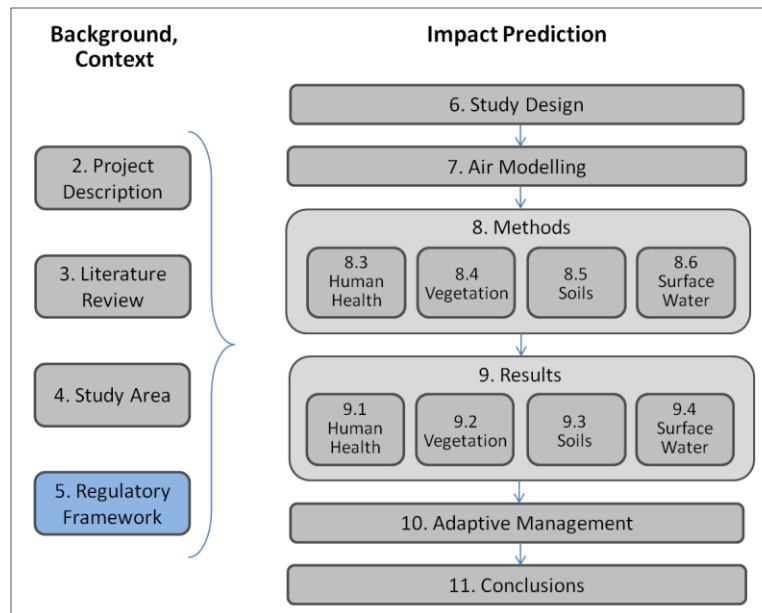 Background,
Context
2. Project
Description
3. Literature
Review
4. Study Area
5. Regulatory
Framework
Impact Prediction
6. Study Design
7. Air Modelling
8. Methods
8.3
Human
Health
8.4
Vegetation
8.5
Soils
8.6
Surface
Water
9. Results
9.1
Human
Health
9.2
Vegetation
9.3
Soils
9.4
Surface
Water
10. Adaptive Management
11. Conclusions